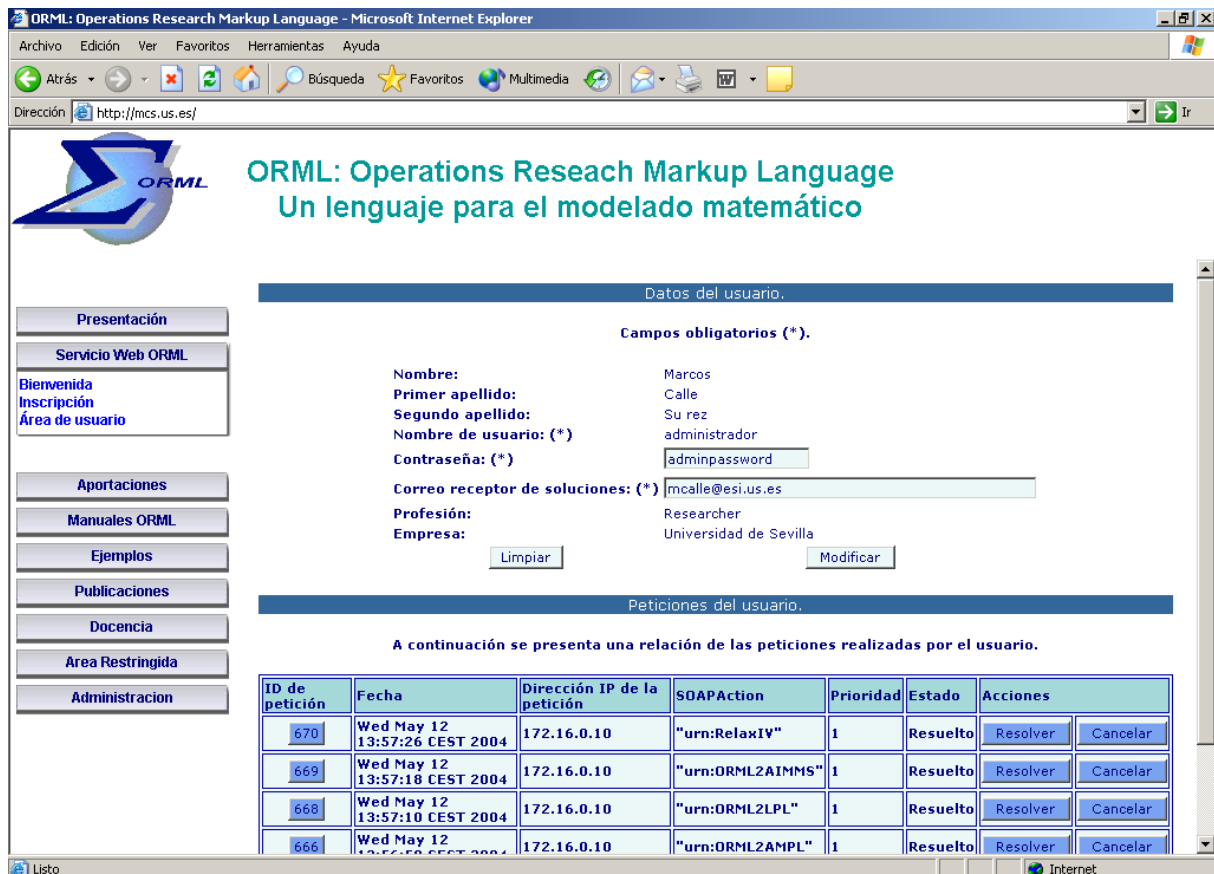 ORML: Operations Research Markup Language - Microsoft Internet Explorer
Archivo Edición Ver Favoritos Herramientas Ayuda
Atrás Búsqueda Favoritos Multimedia
Dirección http://mcs.us.es/ Ir
ORML
ORML: Operations Reseach Markup Language
Un lenguaje para el modelado matemático
Presentación
Servicio Web ORML
Bienvenida
Inscripción
Área de usuario
Aportaciones
Manuales ORML
Ejemplos
Publicaciones
Docencia
Area Restringida
Administracion
Datos del usuario.
Campos obligatorios (*).
Nombre: Marcos
Primer apellido: Calle
Segundo apellido: Su rez
Nombre de usuario: (*) administrador
Contraseña: (*) adminpassword
Correo receptor de soluciones: (*) mcalle@esi.us.es
Profesión: Researcher
Empresa: Universidad de Sevilla
Limpiar Modificar
Peticiones del usuario.
A continuación se presenta una relación de las peticiones realizadas por el usuario.
ID de petición Fecha Dirección IP de la petición SOAPAction Prioridad Estado Acciones
670 Wed May 12 13:57:26 CEST 2004 172.16.0.10 "urn:RelaxIV" 1 Resuelto Resolver Cancelar
669 Wed May 12 13:57:18 CEST 2004 172.16.0.10 "urn:ORML2AIMMS" 1 Resuelto Resolver Cancelar
668 Wed May 12 13:57:10 CEST 2004 172.16.0.10 "urn:ORML2LPL" 1 Resuelto Resolver Cancelar
666 Wed May 12 172.16.0.10 "urn:ORML2AMPL" 1 Resuelto Resolver Cancelar
Listo Internet